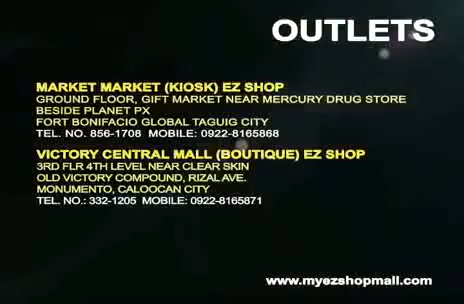 OUTLETS
MARKET MARKET (KIOSK) EZ SHOP
GROUND FLOOR, GIFT MARKET NEAR MERCURY DRUG STORE
BESIDE PLANET PX
FORT BONIFACIO GLOBAL TAGUIG CITY
TEL. NO. 856-1708 MOBILE: 0922-8165868
VICTORY CENTRAL MALL (BOUTIQUE) EZ SHOP
3RD FLR 4TH LEVEL NEAR CLEAR SKIN
OLD VICTORY COMPOUND, RIZAL AVE.
MONUMENTO, CALOOCAN CITY
TEL. NO.: 332-1205 MOBILE: 0922-8165871
www.myezshopmall.com